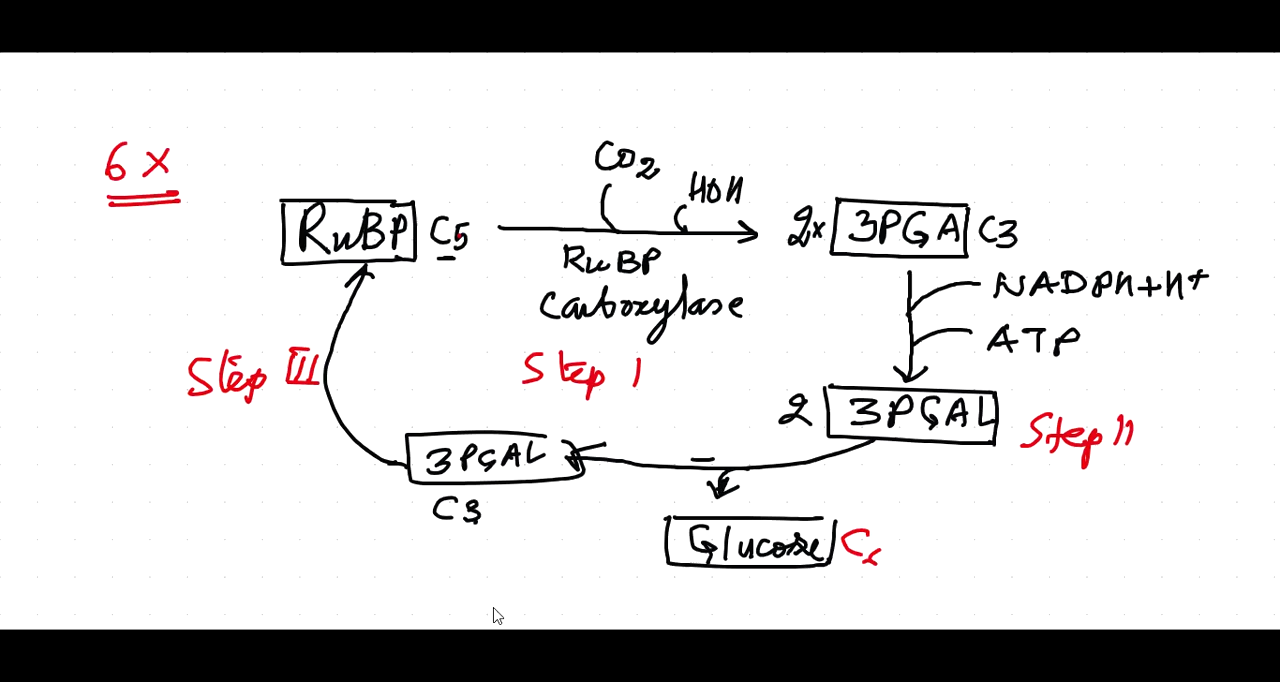 6 x
CO2
HOH
RuBP C5
2x 3PGA C3
RuBP
Carboxylase
NADPH+H+
ATP
Step III
Step I
2 3PGAL
Step II
3PGAL
C3
Glucose C6